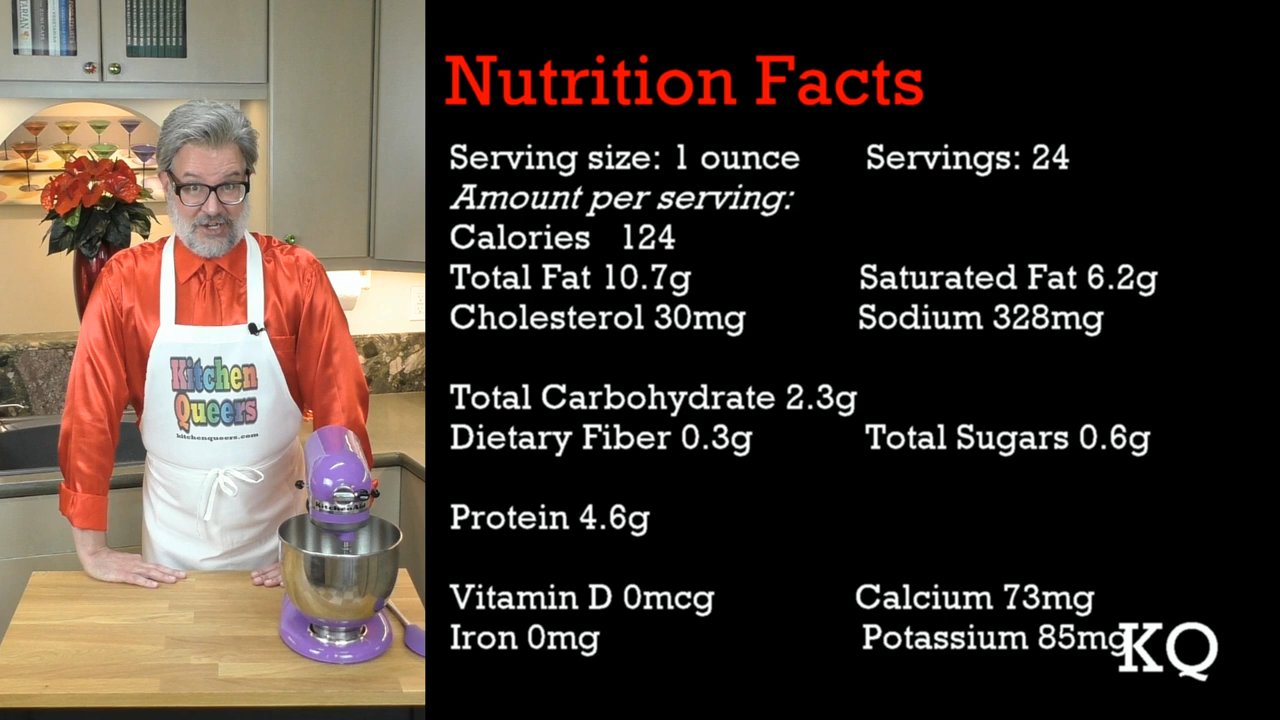 Nutrition Facts
Serving size: 1 ounce Servings: 24
Amount per serving:
Calories 124
Total Fat 10.7g Saturated Fat 6.2g
Cholesterol 30mg Sodium 328mg
Total Carbohydrate 2.3g
Dietary Fiber 0.3g Total Sugars 0.6g
Protein 4.6g
Vitamin D 0mcg Calcium 73mg
Iron 0mg Potassium 85mg
KQ
Kitchen
Queers
kitchenqueers.com
KitchenAid